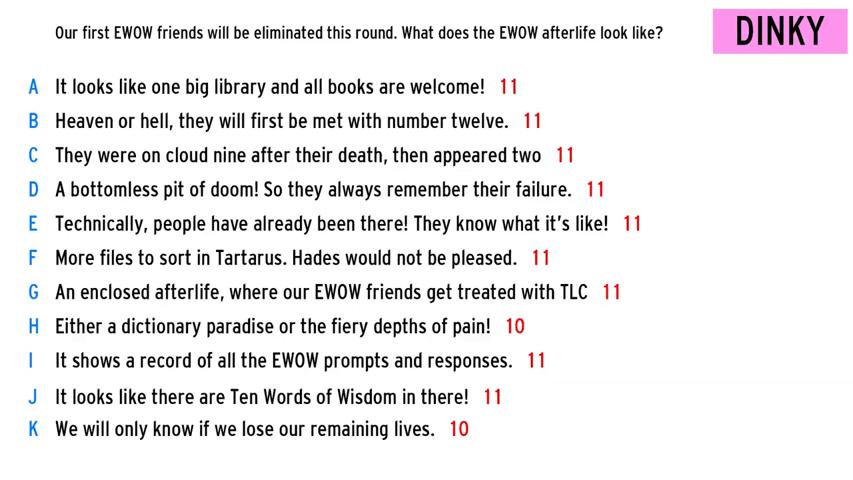 Our first EWOW friends will be eliminated this round. What does the EWOW afterlife look like?
DINKY
A It looks like one big library and all books are welcome! 11
B Heaven or hell, they will first be met with number twelve. 11
C They were on cloud nine after their death, then appeared two 11
D A bottomless pit of doom! So they always remember their failure. 11
E Technically, people have already been there! They know what it's like! 11
F More files to sort in Tartarus. Hades would not be pleased. 11
G An enclosed afterlife, where our EWOW friends get treated with TLC 11
H Either a dictionary paradise or the fiery depths of pain! 10
I It shows a record of all the EWOW prompts and responses. 11
J It looks like there are Ten Words of Wisdom in there! 11
K We will only know if we lose our remaining lives. 10